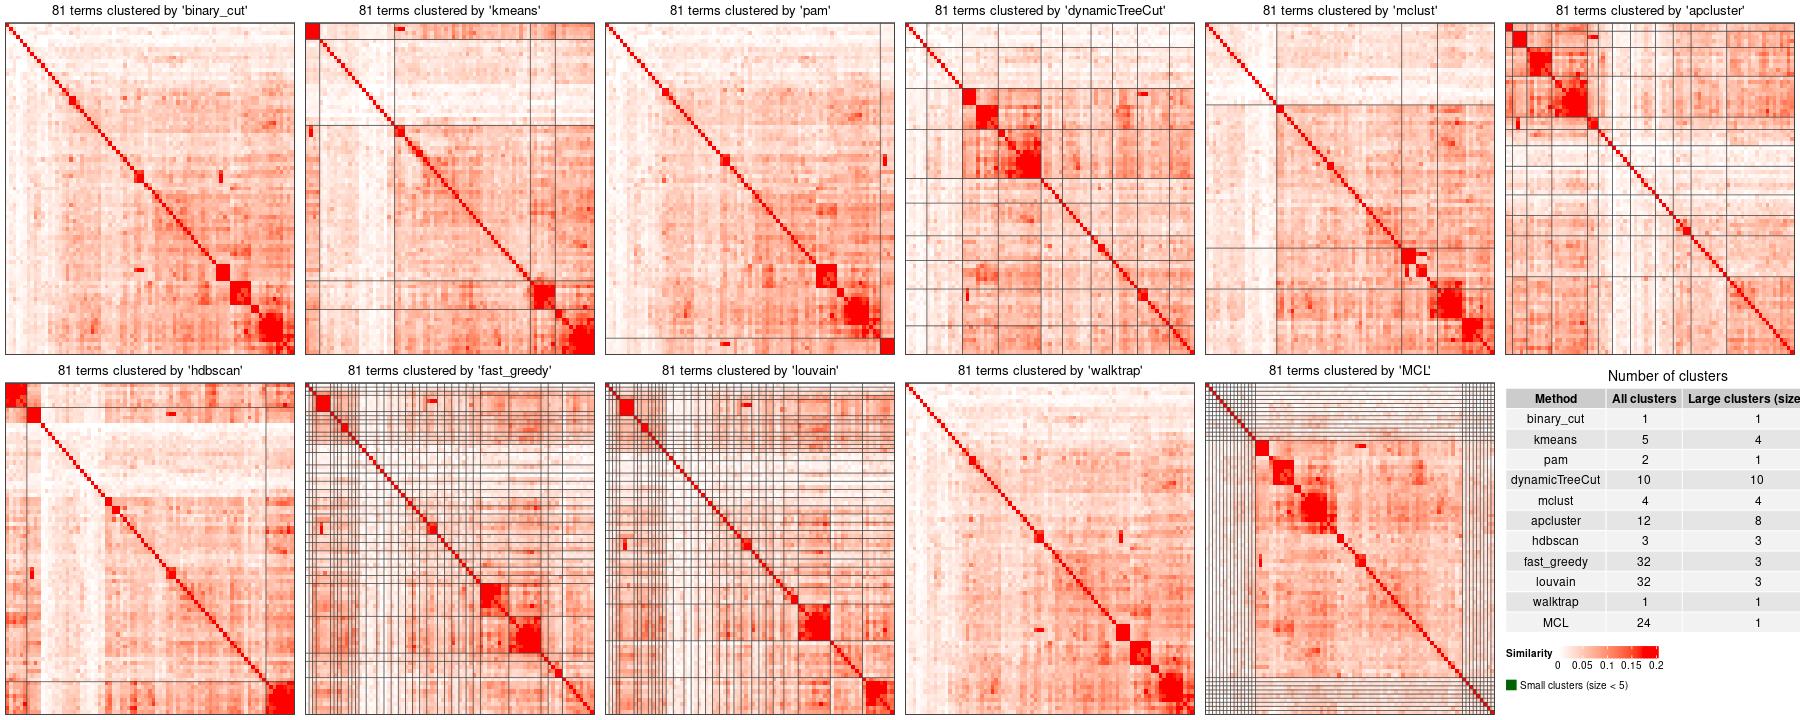 81 terms clustered by 'binary_cut'
81 terms clustered by 'kmeans'
81 terms clustered by 'pam'
81 terms clustered by 'dynamicTreeCut'
81 terms clustered by 'mclust'
81 terms clustered by 'apcluster'
81 terms clustered by 'hdbscan'
81 terms clustered by 'fast_greedy'
81 terms clustered by 'louvain'
81 terms clustered by 'walktrap'
81 terms clustered by 'MCL'
Number of clusters
Method All clusters Large clusters (size
binary_cut 1 1
kmeans 5 4
pam 2 1
dynamicTreeCut 10 10
mclust 4 4
apcluster 12 8
hdbscan 3 3
fast_greedy 32 3
louvain 32 3
walktrap 1 1
MCL 24 1
Similarity
0 0.05 0.1 0.15 0.2
Small clusters (size < 5)